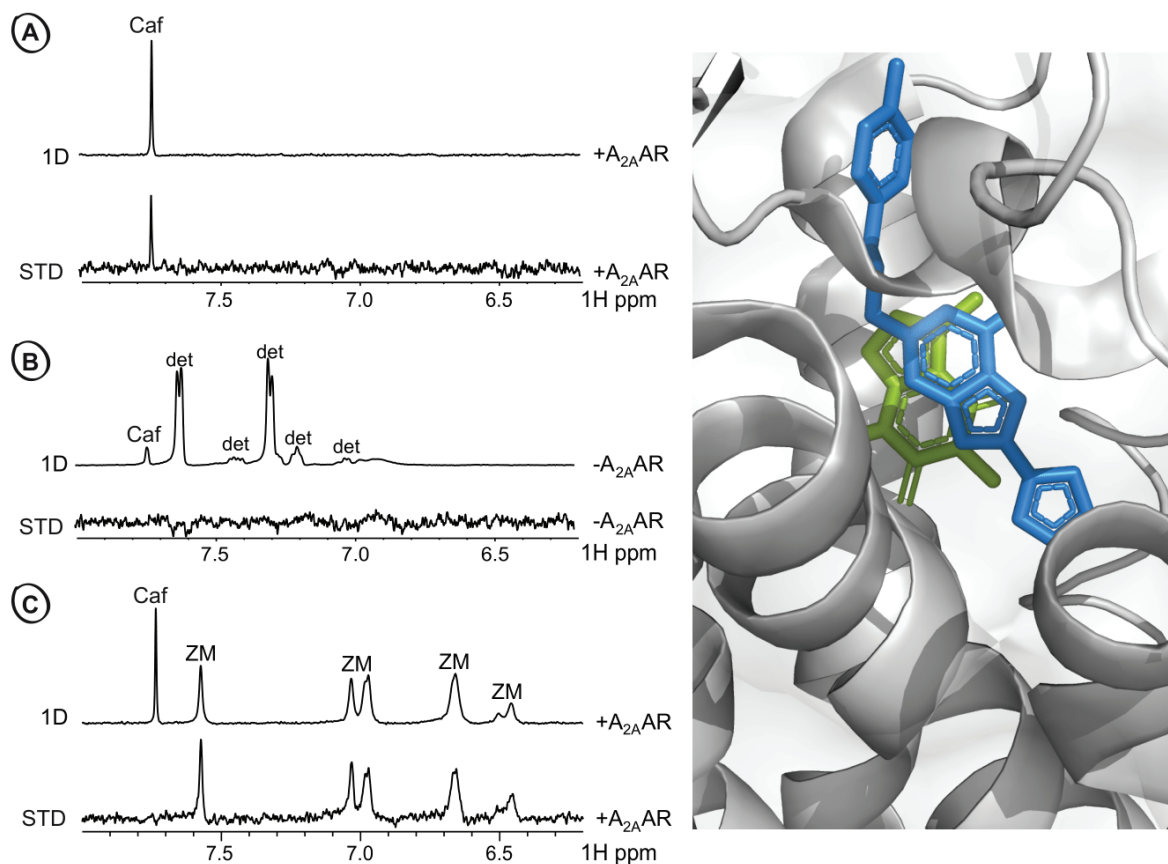 A
Caf
1D
+A2AAR
STD
+A2AAR
7.5 7.0 6.5 1H ppm
B
det det
Caf det det det
1D
-A2AAR
STD
-A2AAR
7.5 7.0 6.5 1H ppm
C
Caf
ZM ZM ZM ZM
1D
+A2AAR
STD
+A2AAR
7.5 7.0 6.5 1H ppm